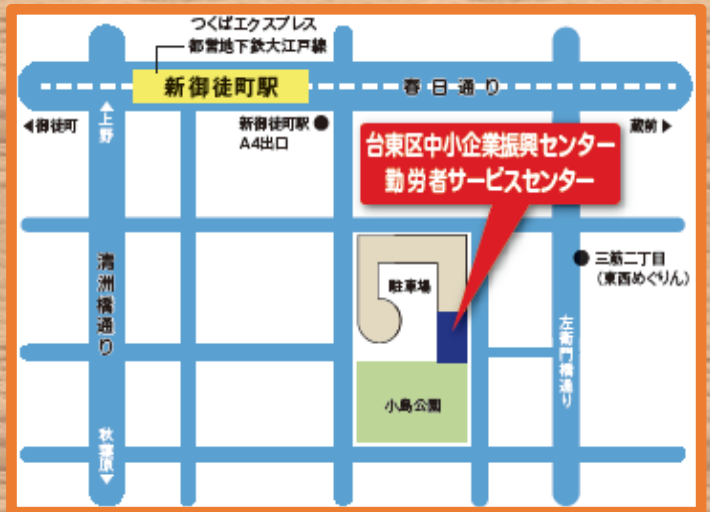 つくばエクスプレス
都営地下鉄大江戸線
新御徒町駅
春日通り
◀御徒町
▲上野
新御徒町駅
A4出口
蔵前▶
台東区中小企業振興センター
勤労者サービスセンター
清洲橋通り
駐車場
三筋二丁目
(東西めぐりん)
左衛門橋通り
小島公園
秋葉原▼